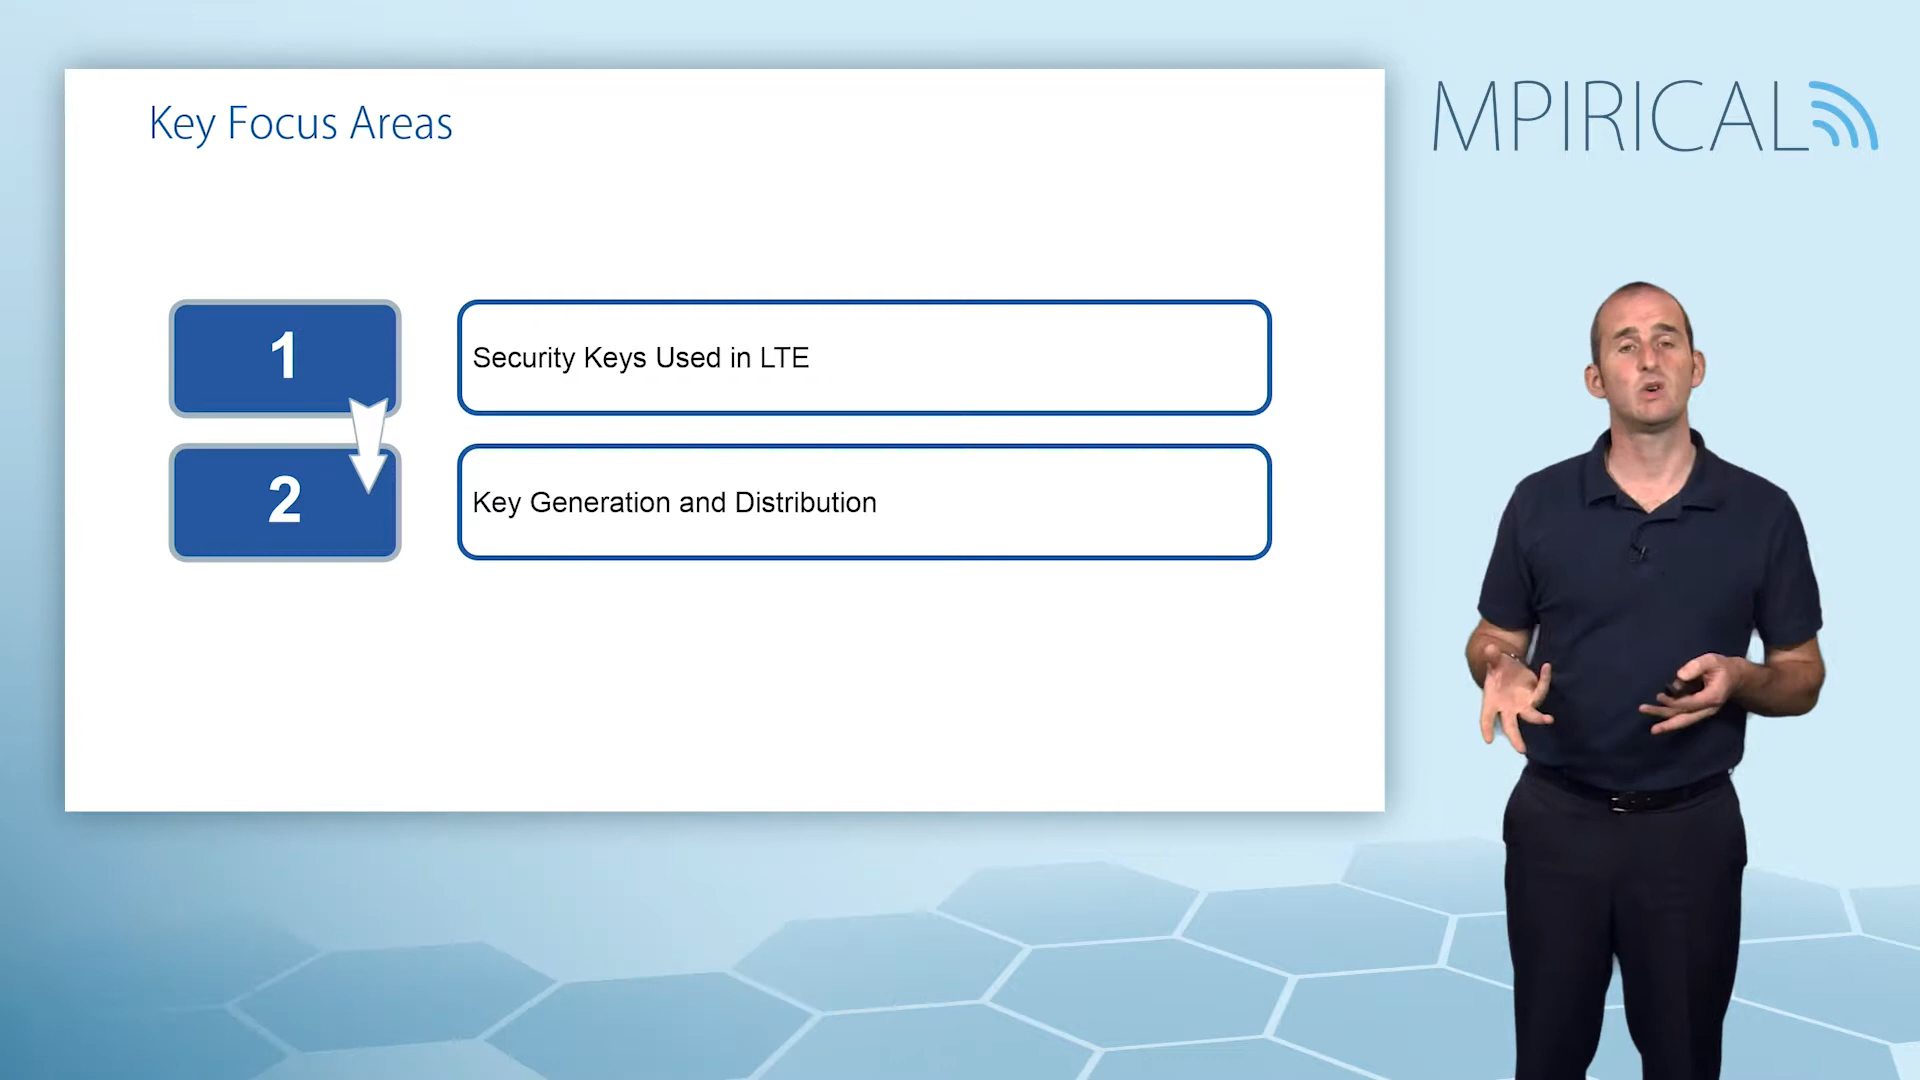 Key Focus Areas
MPIRICAL
1
Security Keys Used in LTE
2
Key Generation and Distribution